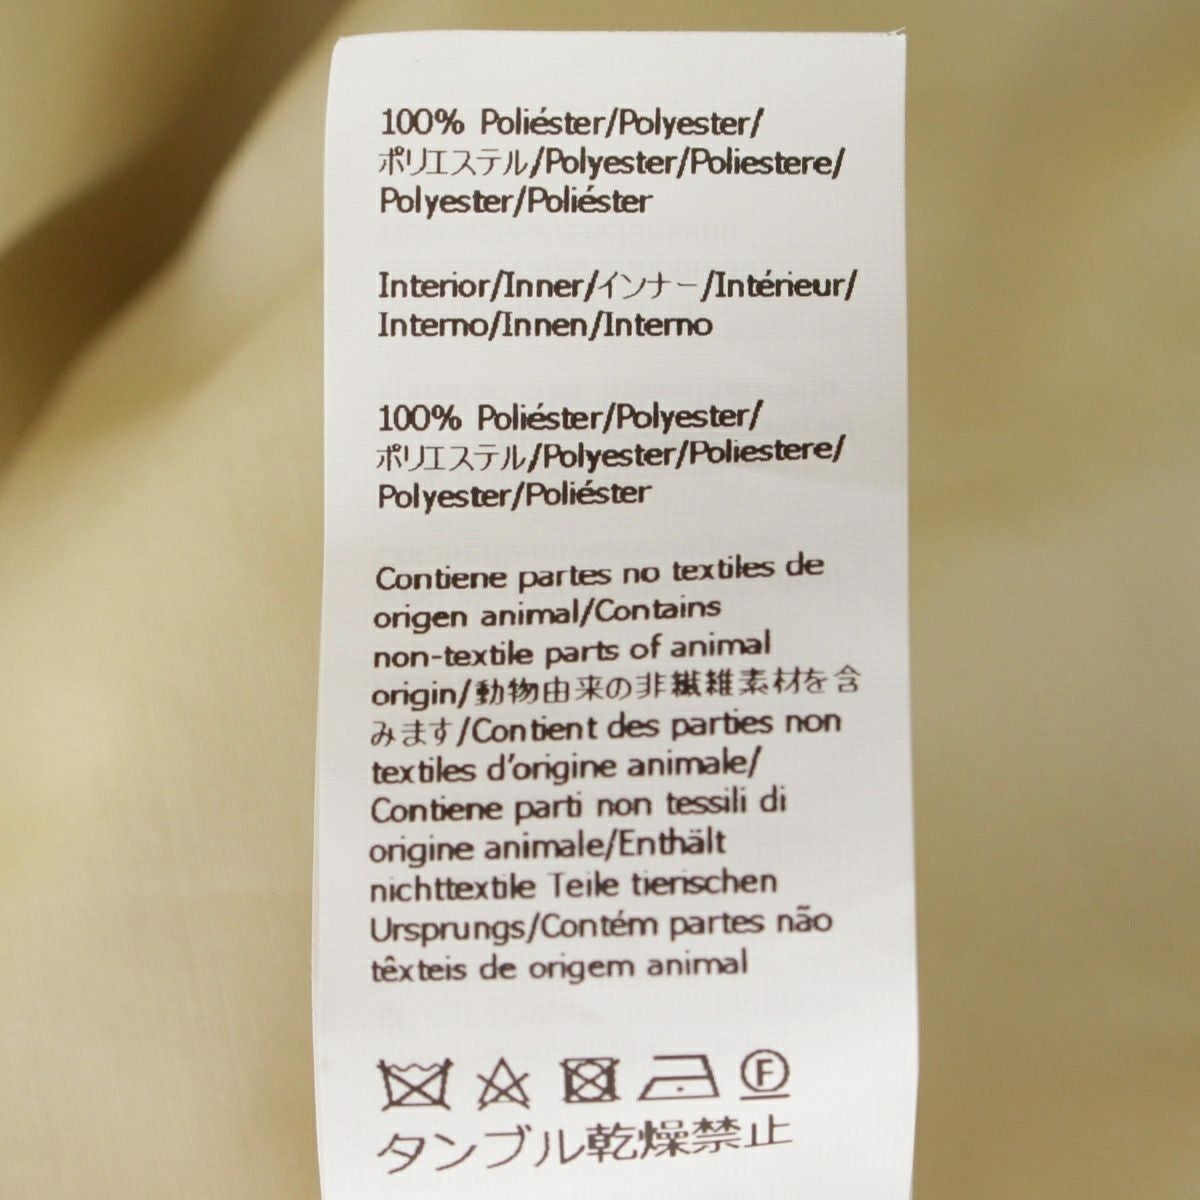 100% Poliéster/Polyester/
ポリエステル/Polyester/Poliestere/
Polyester/Poliéster
Interior/Inner/インナー/Intérieur/
Interno/Innen/Interno
100% Poliéster/Polyester/
ポリエステル/Polyester/Poliestere/
Polyester/Poliéster
Contiene partes no textiles de
origen animal/Contains
non-textile parts of animal
origin/動物由来の非繊維素材を含
みます/Contient des parties non
textiles d'origine animale/
Contiene parti non tessili di
origine animale/Enthält
nichttextile Teile tierischen
Ursprungs/Contém partes não
têxteis de origem animal
F
タンブル乾燥禁止